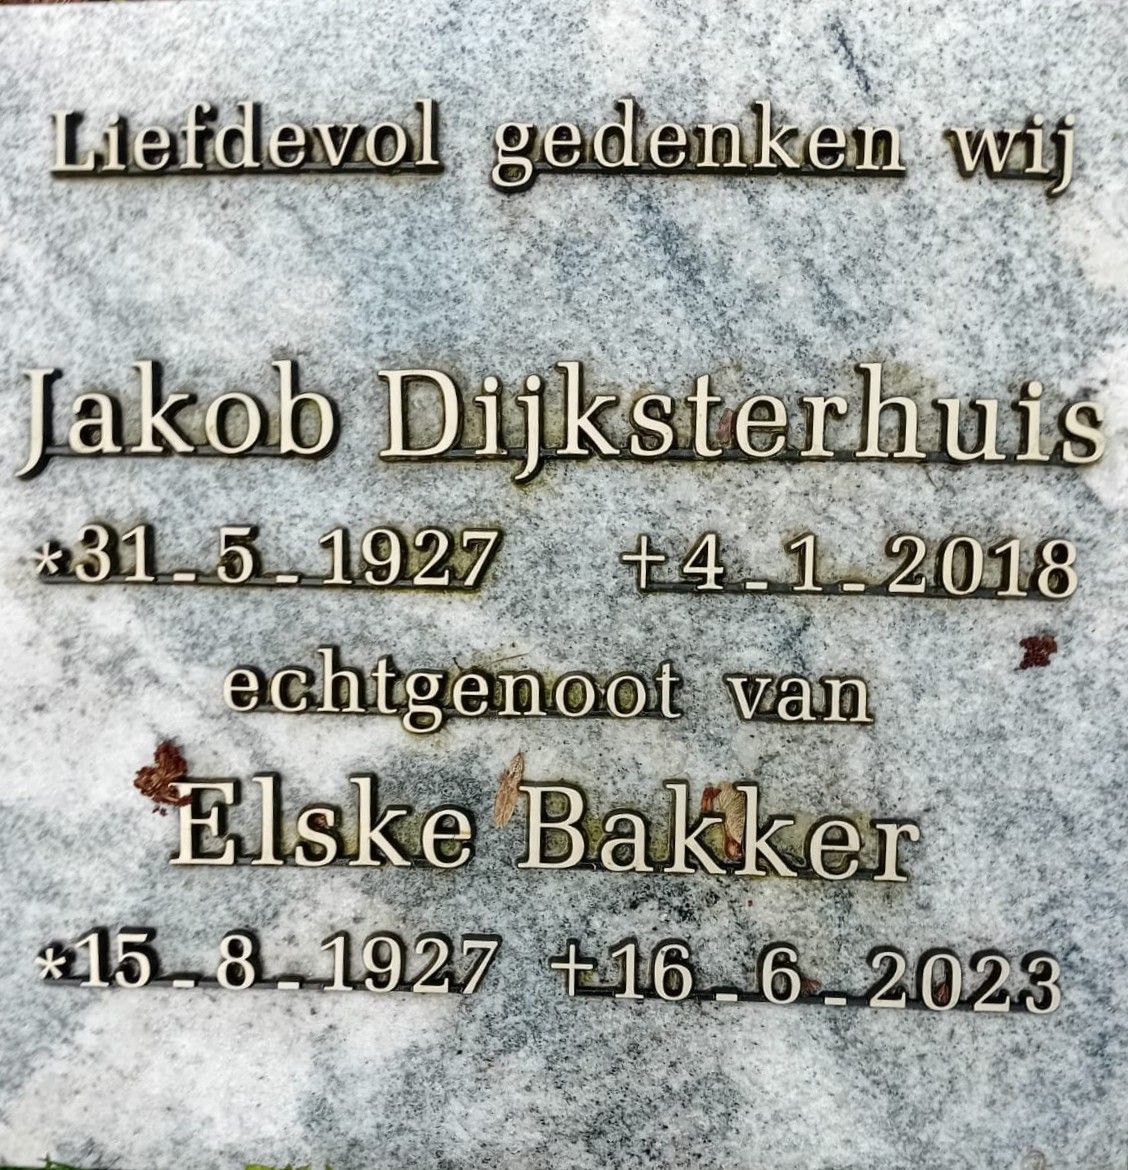 Liefdevol gedenken wij
Jakob Dijksterhuis
*31-5-1927 †4-1-2018
echtgenoot van
Elske Bakker
*15-8-1927 †16-6-2023